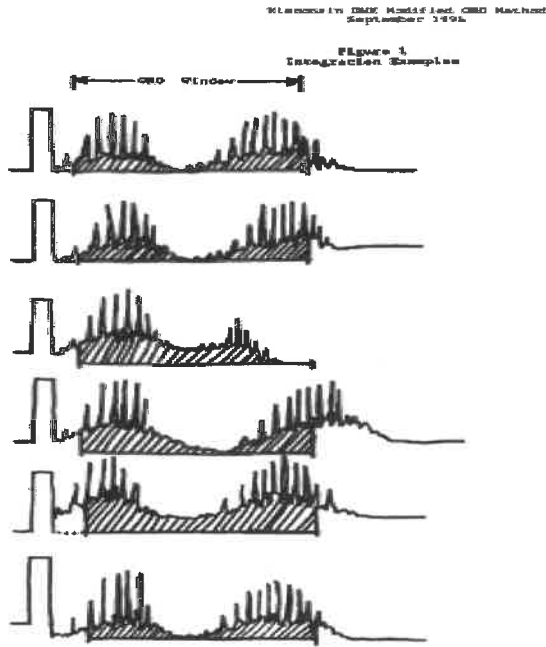 Wisconsin DNR Modified GRO Method
September 1995
Figure 1
Integration Examples
GRO Window